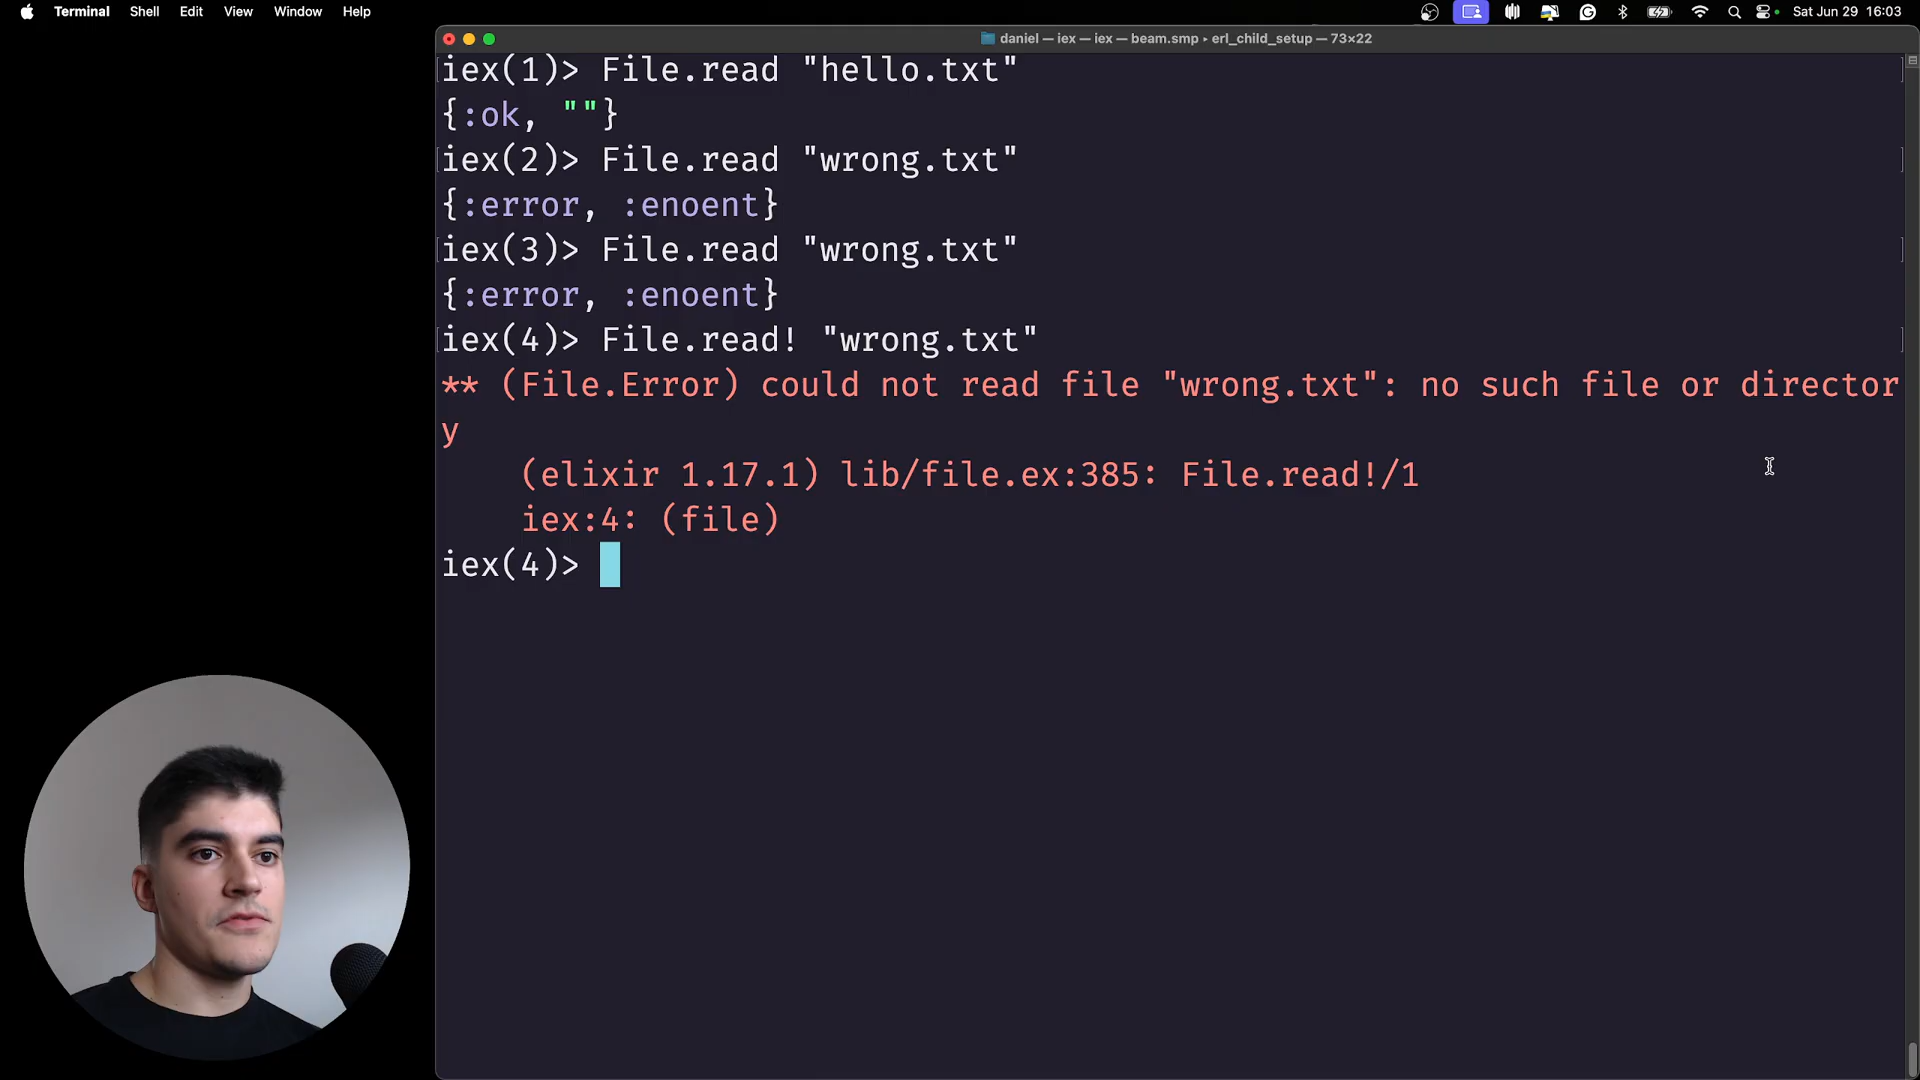 Terminal Shell Edit View Window Help Sat Jun 29 16:03
daniel — iex — iex — beam.smp ▸ erl_child_setup — 73×22
iex(1)> File.read "hello.txt"
{:ok, ""}
iex(2)> File.read "wrong.txt"
{:error, :enoent}
iex(3)> File.read "wrong.txt"
{:error, :enoent}
iex(4)> File.read! "wrong.txt"
** (File.Error) could not read file "wrong.txt": no such file or director
y
(elixir 1.17.1) lib/file.ex:385: File.read!/1
iex:4: (file)
iex(4)>